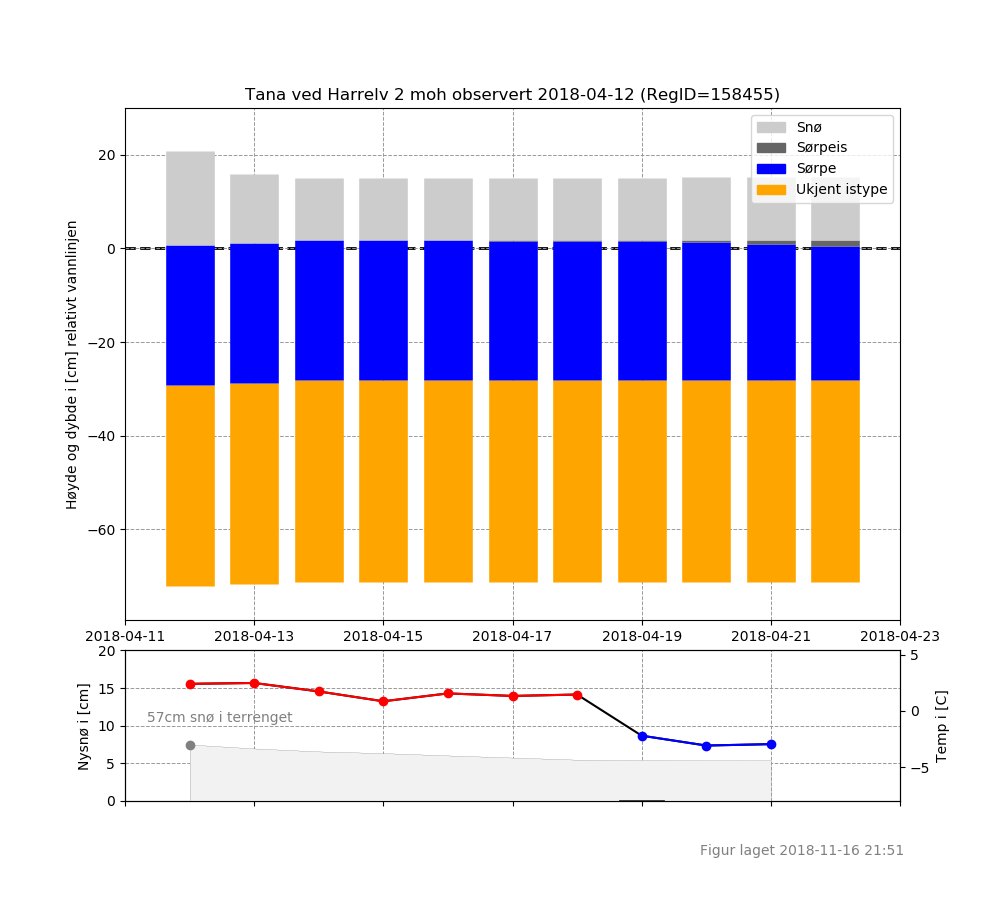 Tana ved Harrelv 2 moh observert 2018-04-12 (RegID=158455)
Snø
Sørpeis
Sørpe
Ukjent istype
Høyde og dybde i [cm] relativt vannlinjen
20
0
−20
−40
−60
2018-04-11 2018-04-13 2018-04-15 2018-04-17 2018-04-19 2018-04-21 2018-04-23
Nysnø i [cm]
20
15
10
5
0
57cm snø i terrenget
5
0
−5
Temp i [C]
Figur laget 2018-11-16 21:51